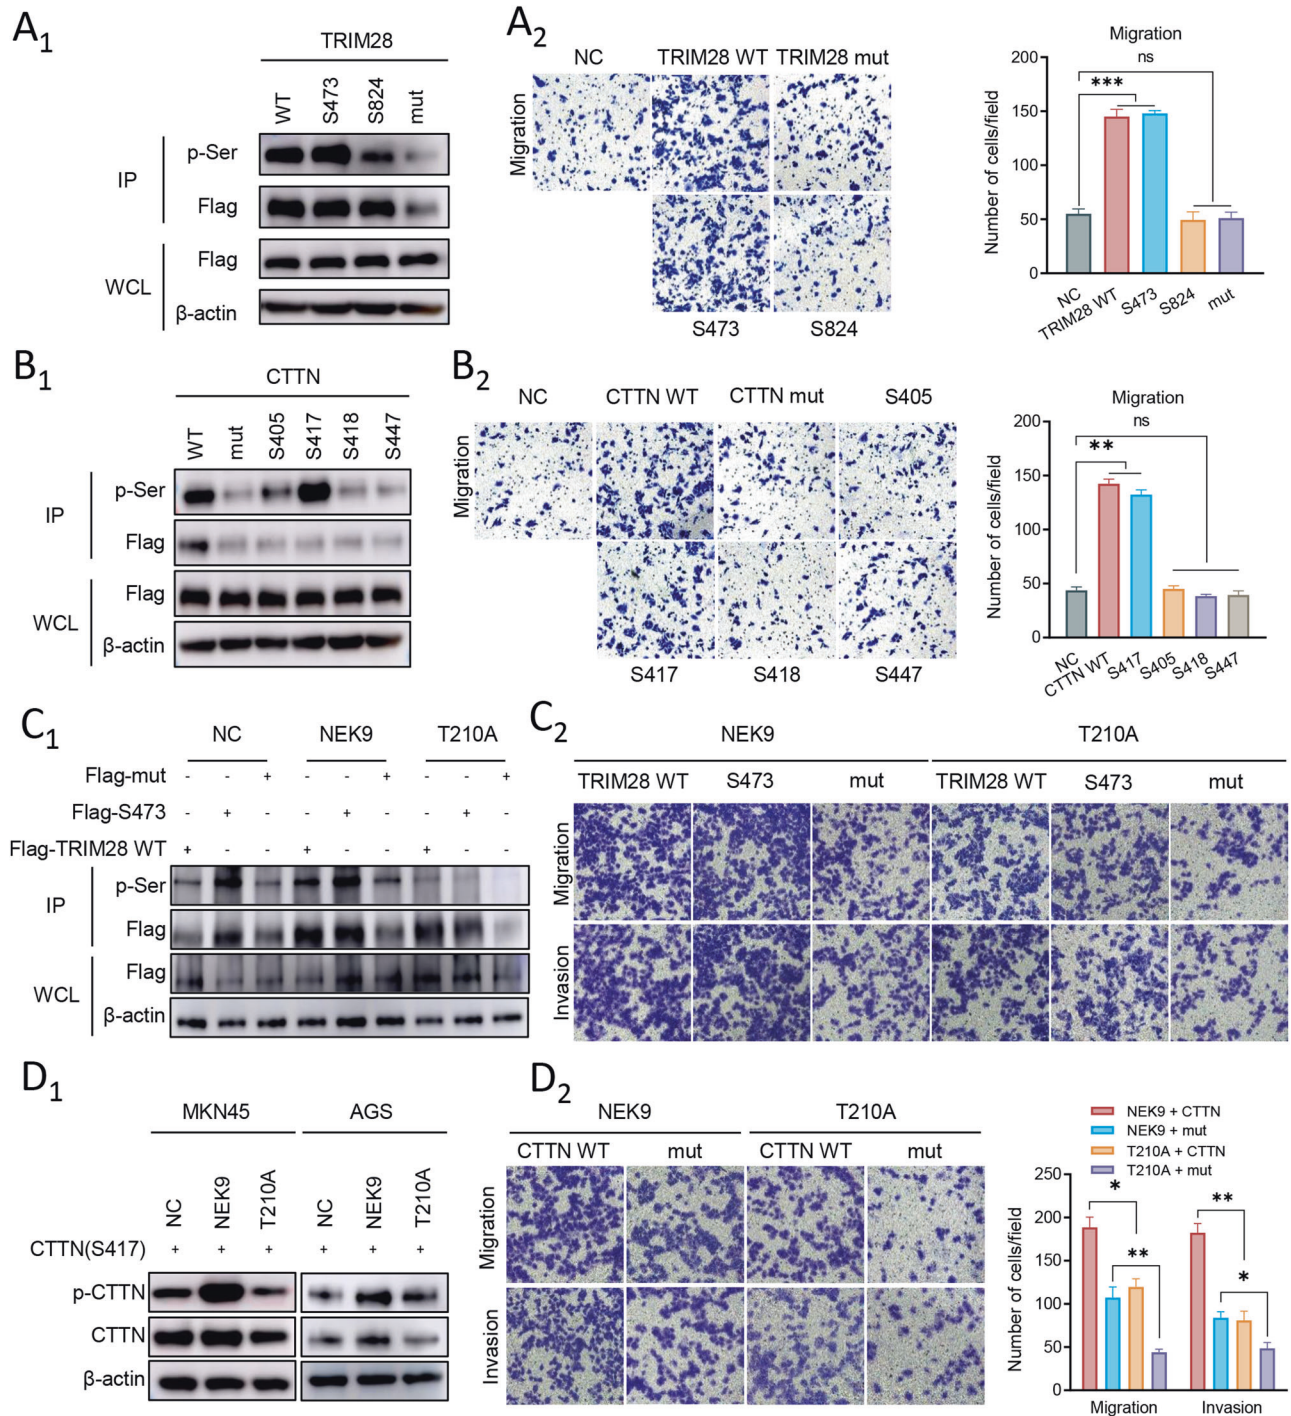 A1
TRIM28
WT S473 S824 mut
IP
p-Ser
Flag
WCL
Flag
β-actin
A2
NC TRIM28 WT TRIM28 mut
Migration
S473 S824
Migration
ns
***
Number of cells/field
200
150
100
50
0
NC TRIM28 WT S473 S824 mut
B1
CTTN
WT mut S405 S417 S418 S447
IP
p-Ser
Flag
WCL
Flag
β-actin
B2
NC CTTN WT CTTN mut S405
Migration
S417 S418 S447
Migration
ns
**
Number of cells/field
200
150
100
50
0
NC CTTN WT S417 S405 S418 S447
C1
NC NEK9 T210A
Flag-mut - - + - - + - - +
Flag-S473 - + - - + - - + -
Flag-TRIM28 WT + - - + - - + - -
IP
p-Ser
Flag
WCL
Flag
β-actin
C2
NEK9 T210A
TRIM28 WT S473 mut TRIM28 WT S473 mut
Migration
Invasion
D1
MKN45 AGS
NC NEK9 T210A NC NEK9 T210A
CTTN(S417) + + + + + +
p-CTTN
CTTN
β-actin
D2
NEK9 T210A
CTTN WT mut CTTN WT mut
Migration
Invasion
NEK9 + CTTN
NEK9 + mut
T210A + CTTN
T210A + mut
Number of cells/field
250
200
150
100
50
0
* ** ** *
Migration Invasion